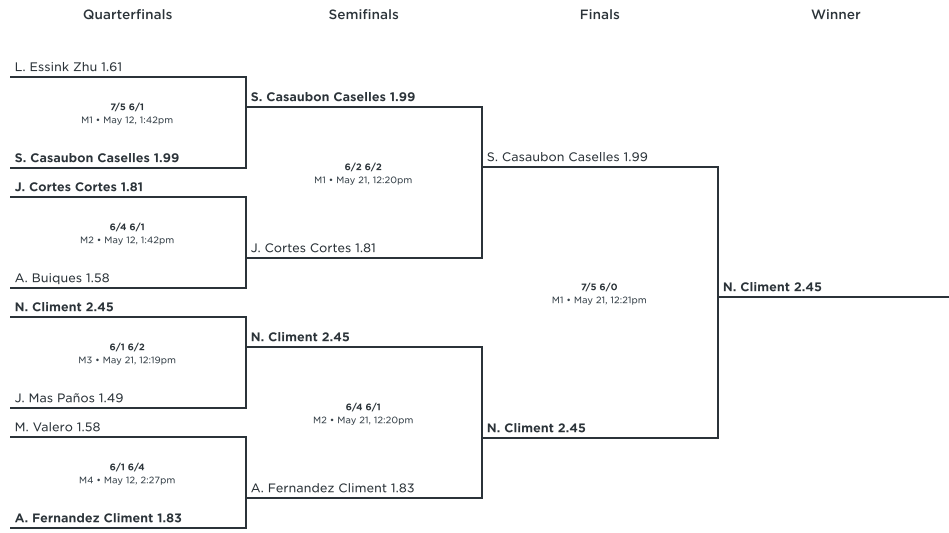 Quarterfinals
Semifinals
Finals
Winner
L. Essink Zhu 1.61
7/5 6/1
M1 • May 12, 1:42pm
S. Casaubon Caselles 1.99
J. Cortes Cortes 1.81
6/4 6/1
M2 • May 12, 1:42pm
A. Buiques 1.58
N. Climent 2.45
6/1 6/2
M3 • May 21, 12:19pm
J. Mas Paños 1.49
M. Valero 1.58
6/1 6/4
M4 • May 12, 2:27pm
A. Fernandez Climent 1.83
S. Casaubon Caselles 1.99
6/2 6/2
M1 • May 21, 12:20pm
J. Cortes Cortes 1.81
N. Climent 2.45
6/4 6/1
M2 • May 21, 12:20pm
A. Fernandez Climent 1.83
S. Casaubon Caselles 1.99
7/5 6/0
M1 • May 21, 12:21pm
N. Climent 2.45
N. Climent 2.45